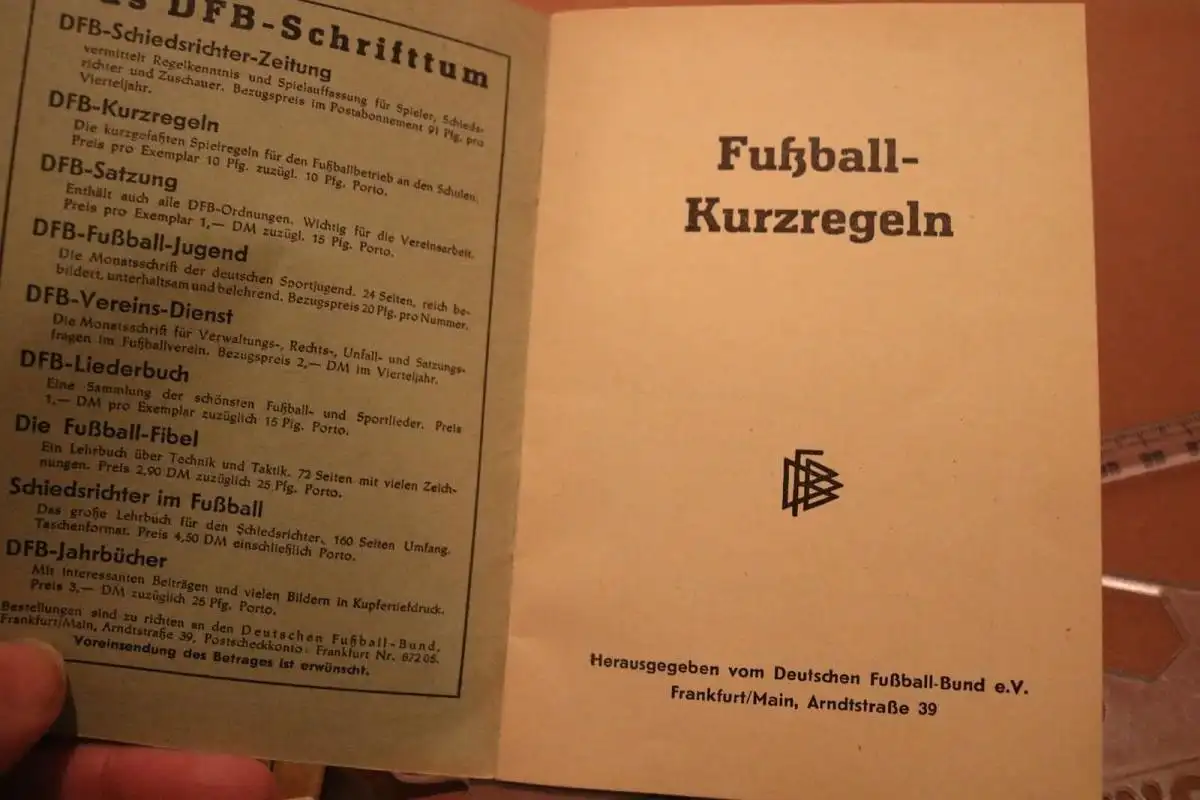 DFB-Schrifttum
DFB-Schiedsrichter-Zeitung
vermittelt Regelkenntnis und Spielauffassung für Spieler, Schieds-
richter und Zuschauer. Bezugspreis im Postabonnement 91 Pfg. pro
Vierteljahr.
DFB-Kurzregeln
Die kurzgefaßten Spielregeln für den Fußballbetrieb an den Schulen.
Preis pro Exemplar 10 Pfg. zuzügl. 10 Pfg. Porto.
DFB-Satzung
Enthält auch alle DFB-Ordnungen. Wichtig für die Vereinsarbeit.
Preis pro Exemplar 1,— DM zuzügl. 15 Pfg. Porto.
DFB-Fußball-Jugend
Die Monatsschrift der deutschen Sportjugend. 24 Seiten, reich be-
bildert, unterhaltsam und belehrend. Bezugspreis 20 Pfg. pro Nummer.
DFB-Vereins-Dienst
Die Monatsschrift für Verwaltungs-, Rechts-, Unfall- und Satzungs-
fragen im Fußballverein. Bezugspreis 2,— DM im Vierteljahr.
DFB-Liederbuch
Eine Sammlung der schönsten Fußball- und Sportlieder. Preis
1,— DM pro Exemplar zuzüglich 15 Pfg. Porto.
Die Fußball-Fibel
Ein Lehrbuch über Technik und Taktik. 72 Seiten mit vielen Zeich-
nungen. Preis 2,90 DM zuzüglich 25 Pfg. Porto.
Schiedsrichter im Fußball
Das große Lehrbuch für den Schiedsrichter. 160 Seiten Umfang.
Taschenformat. Preis 4,50 DM einschließlich Porto.
DFB-Jahrbücher
Mit interessanten Beiträgen und vielen Bildern in Kupfertiefdruck.
Preis 3,— DM zuzüglich 25 Pfg. Porto.
Bestellungen sind zu richten an den Deutschen Fußball-Bund,
Frankfurt/Main, Arndtstraße 39, Postscheckkonto: Frankfurt Nr. 672 05.
Voreinsendung des Betrages ist erwünscht.
Fußball-
Kurzregeln
DFB
Herausgegeben vom Deutschen Fußball-Bund e.V.
Frankfurt/Main, Arndtstraße 39